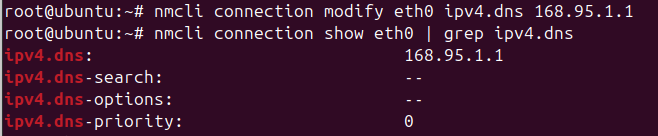 root@ubuntu:~# nmcli connection modify eth0 ipv4.dns 168.95.1.1
root@ubuntu:~# nmcli connection show eth0 | grep ipv4.dns
ipv4.dns: 168.95.1.1
ipv4.dns-search: --
ipv4.dns-options: --
ipv4.dns-priority: 0